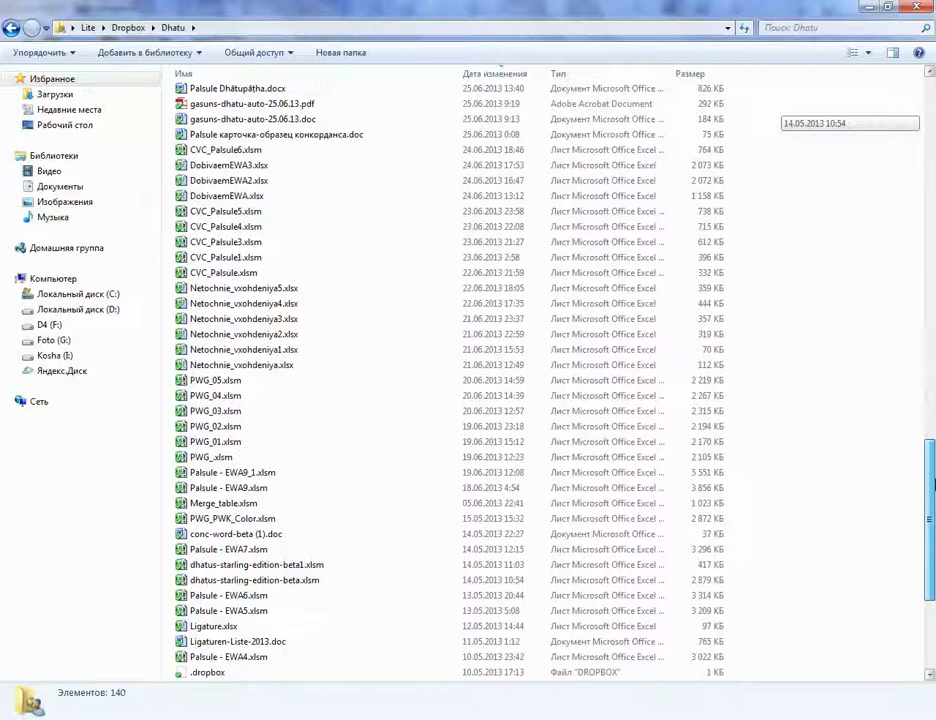 Lite Dropbox Dhatu
Поиск: Dhatu
Упорядочить Добавить в библиотеку Общий доступ Новая папка
Избранное
Загрузки
Недавние места
Рабочий стол
Библиотеки
Видео
Документы
Изображения
Музыка
Домашняя группа
Компьютер
Локальный диск (C:)
Локальный диск (D:)
D4 (F:)
Foto (G:)
Kosha (I:)
Яндекс.Диск
Сеть
Имя Дата изменения Тип Размер
Palsule Dhātupāṭha.docx 25.06.2013 13:40 Документ Microsoft Office ... 826 КБ
gasuns-dhatu-auto-25.06.13.pdf 25.06.2013 9:19 Adobe Acrobat Document 292 КБ
gasuns-dhatu-auto-25.06.13.doc 25.06.2013 9:13 Документ Microsoft Office ... 184 КБ
Palsule карточка-образец конкорданса.doc 25.06.2013 0:08 Документ Microsoft Office ... 75 КБ
CVC_Palsule6.xlsm 24.06.2013 18:46 Лист Microsoft Office Excel ... 764 КБ
DobivaemEWA3.xlsx 24.06.2013 17:53 Лист Microsoft Office Excel 2 073 КБ
DobivaemEWA2.xlsx 24.06.2013 16:47 Лист Microsoft Office Excel 2 072 КБ
DobivaemEWA.xlsx 24.06.2013 13:12 Лист Microsoft Office Excel 1 158 КБ
CVC_Palsule5.xlsm 23.06.2013 23:58 Лист Microsoft Office Excel ... 738 КБ
CVC_Palsule4.xlsm 23.06.2013 22:08 Лист Microsoft Office Excel ... 715 КБ
CVC_Palsule3.xlsm 23.06.2013 21:27 Лист Microsoft Office Excel ... 612 КБ
CVC_Palsule1.xlsm 23.06.2013 2:58 Лист Microsoft Office Excel ... 396 КБ
CVC_Palsule.xlsm 22.06.2013 21:59 Лист Microsoft Office Excel ... 332 КБ
Netochnie_vxohdeniya5.xlsx 22.06.2013 18:05 Лист Microsoft Office Excel 359 КБ
Netochnie_vxohdeniya4.xlsx 22.06.2013 17:35 Лист Microsoft Office Excel 444 КБ
Netochnie_vxohdeniya3.xlsx 21.06.2013 23:37 Лист Microsoft Office Excel 357 КБ
Netochnie_vxohdeniya2.xlsx 21.06.2013 22:59 Лист Microsoft Office Excel 319 КБ
Netochnie_vxohdeniya1.xlsx 21.06.2013 15:53 Лист Microsoft Office Excel 70 КБ
Netochnie_vxohdeniya.xlsx 21.06.2013 12:49 Лист Microsoft Office Excel 112 КБ
PWG_05.xlsm 20.06.2013 14:59 Лист Microsoft Office Excel ... 2 219 КБ
PWG_04.xlsm 20.06.2013 14:39 Лист Microsoft Office Excel ... 2 267 КБ
PWG_03.xlsm 20.06.2013 12:57 Лист Microsoft Office Excel ... 2 315 КБ
PWG_02.xlsm 19.06.2013 23:18 Лист Microsoft Office Excel ... 2 194 КБ
PWG_01.xlsm 19.06.2013 15:12 Лист Microsoft Office Excel ... 2 170 КБ
PWG_.xlsm 19.06.2013 12:23 Лист Microsoft Office Excel ... 2 105 КБ
Palsule - EWA9_1.xlsm 19.06.2013 12:08 Лист Microsoft Office Excel ... 5 551 КБ
Palsule - EWA9.xlsm 18.06.2013 4:54 Лист Microsoft Office Excel ... 3 856 КБ
Merge_table.xlsm 05.06.2013 22:41 Лист Microsoft Office Excel ... 1 023 КБ
PWG_PWK_Color.xlsm 15.05.2013 15:32 Лист Microsoft Office Excel ... 2 872 КБ
conc-word-beta (1).doc 14.05.2013 22:27 Документ Microsoft Office ... 37 КБ
Palsule - EWA7.xlsm 14.05.2013 12:15 Лист Microsoft Office Excel ... 3 296 КБ
dhatus-starling-edition-beta1.xlsm 14.05.2013 11:03 Лист Microsoft Office Excel ... 417 КБ
dhatus-starling-edition-beta.xlsm 14.05.2013 10:54 Лист Microsoft Office Excel ... 2 879 КБ
Palsule - EWA6.xlsm 13.05.2013 20:44 Лист Microsoft Office Excel ... 3 314 КБ
Palsule - EWA5.xlsm 13.05.2013 5:08 Лист Microsoft Office Excel ... 3 209 КБ
Ligature.xlsx 12.05.2013 14:44 Лист Microsoft Office Excel 97 КБ
Ligaturen-Liste-2013.doc 11.05.2013 1:12 Документ Microsoft Office ... 765 КБ
Palsule - EWA4.xlsm 10.05.2013 23:42 Лист Microsoft Office Excel ... 3 022 КБ
.dropbox 10.05.2013 17:13 Файл "DROPBOX" 1 КБ
14.05.2013 10:54
Элементов: 140